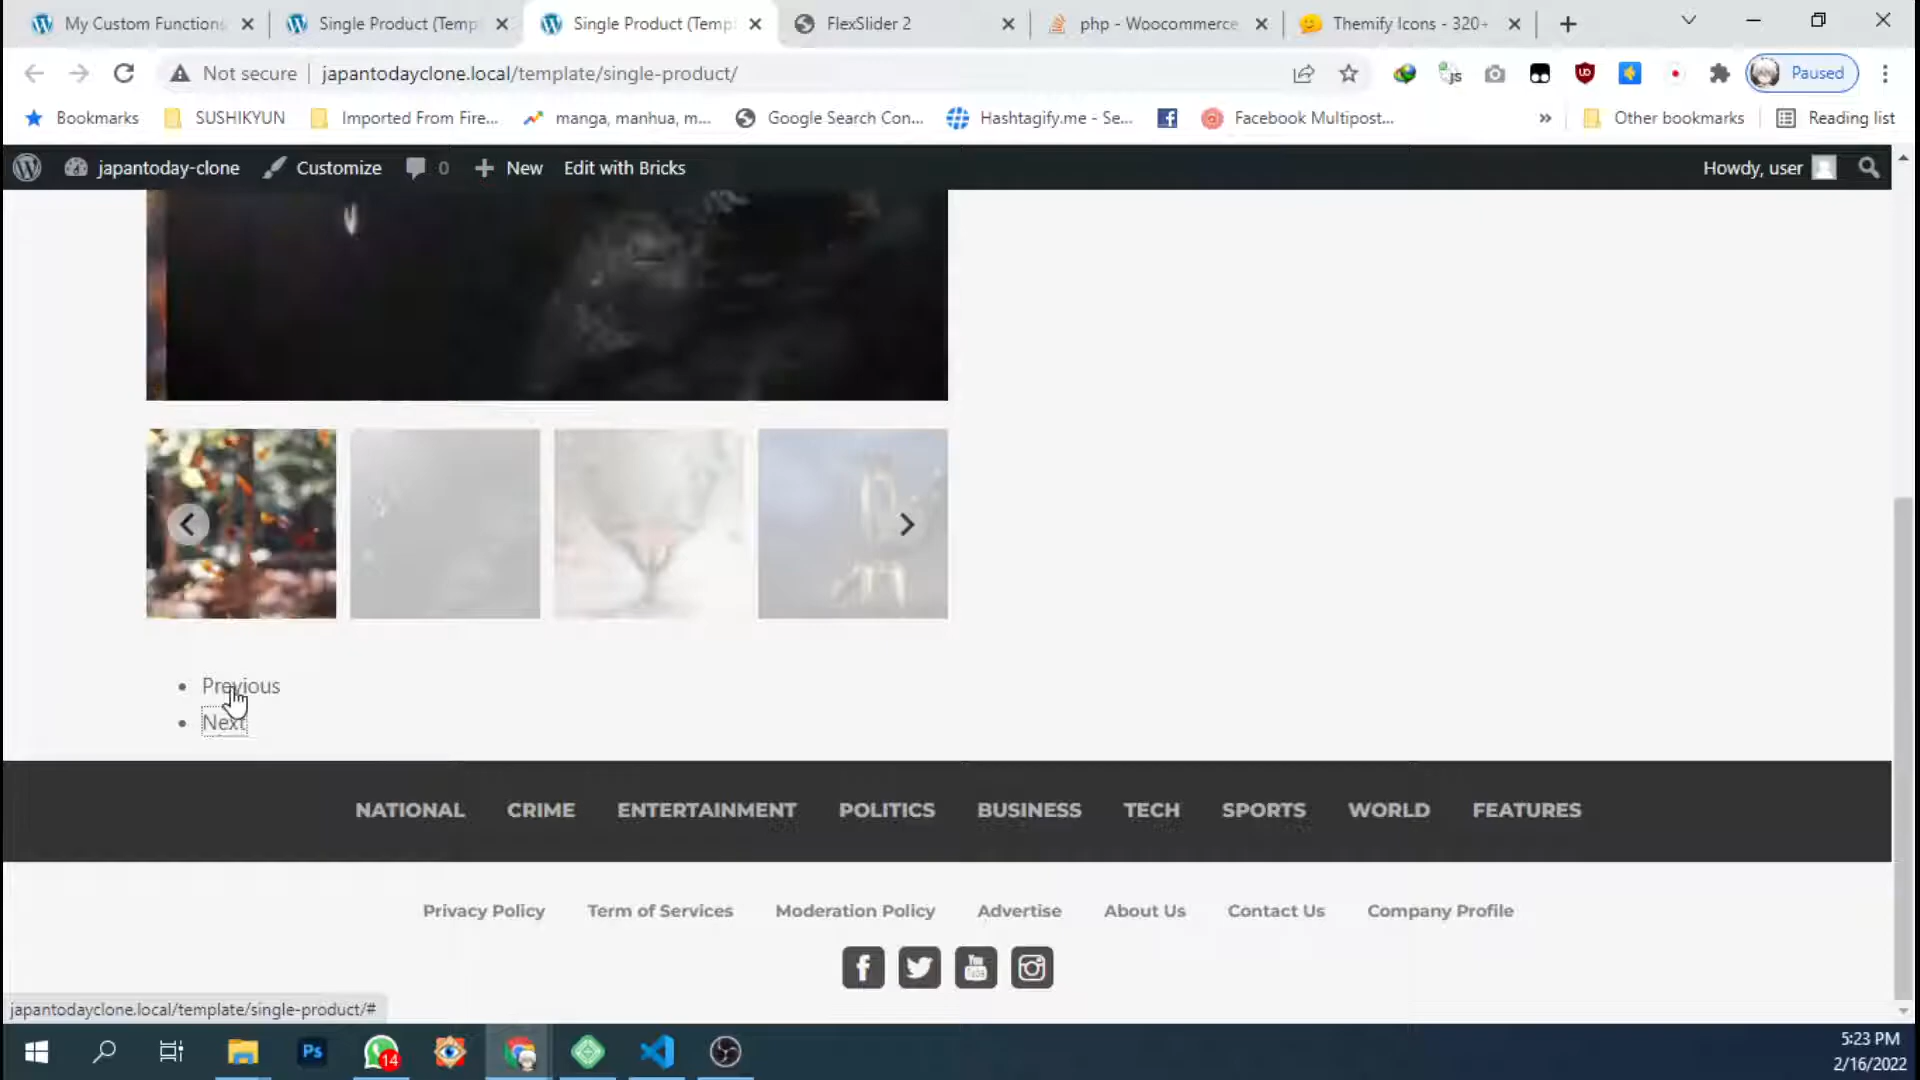 My Custom Functions
Single Product (Temp
Single Product (Temp
FlexSlider 2
php - Woocommerce
Themify Icons - 320+
Not secure
japantodayclone.local/template/single-product/
Paused
Bookmarks
SUSHIKYUN
Imported From Fire...
manga, manhua, m...
Google Search Con...
Hashtagify.me - Se...
Facebook Multipost...
»
Other bookmarks
Reading list
japantoday-clone
Customize
0
New
Edit with Bricks
Howdy, user
Previous
Next
NATIONAL
CRIME
ENTERTAINMENT
POLITICS
BUSINESS
TECH
SPORTS
WORLD
FEATURES
Privacy Policy
Term of Services
Moderation Policy
Advertise
About Us
Contact Us
Company Profile
japantodayclone.local/template/single-product/#
Ps
14
5:23 PM
2/16/2022